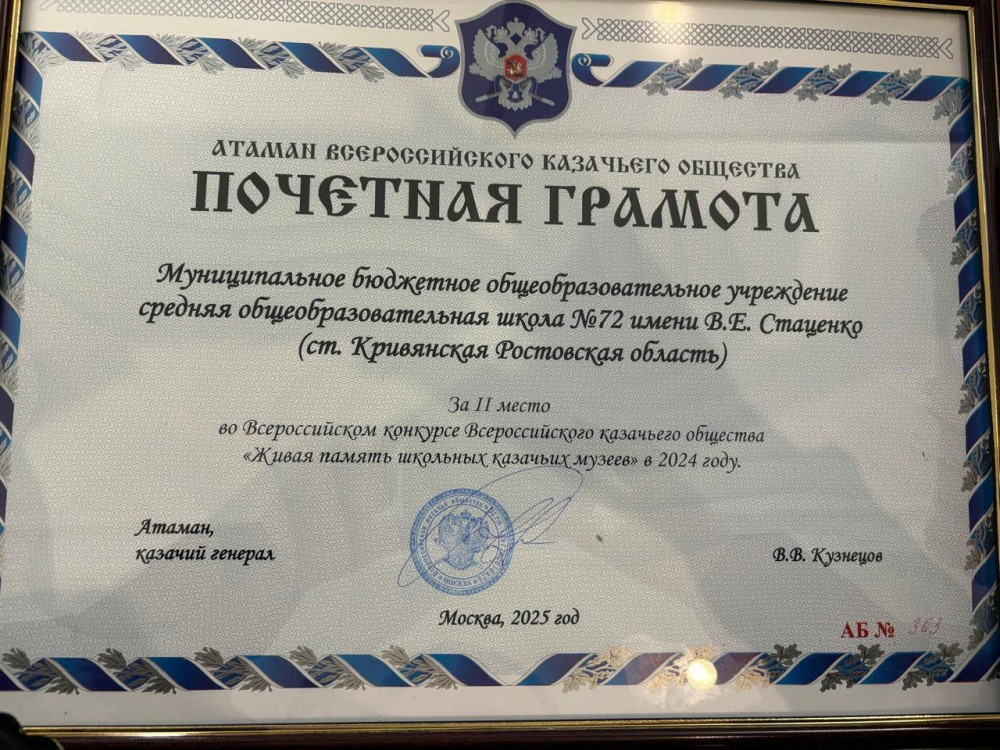 АТАМАН ВСЕРОССИЙСКОГО КАЗАЧЬЕГО ОБЩЕСТВА
ПОЧЕТНАЯ ГРАМОТА
Муниципальное бюджетное общеобразовательное учреждение
средняя общеобразовательная школа №72 имени В.Е. Стаценко
(ст. Кривянская Ростовская область)
За II место
во Всероссийском конкурсе Всероссийского казачьего общества
«Живая память школьных казачьих музеев» в 2024 году.
Атаман,
казачий генерал
В.В. Кузнецов
МОСКВА
Москва, 2025 год
АБ № 363